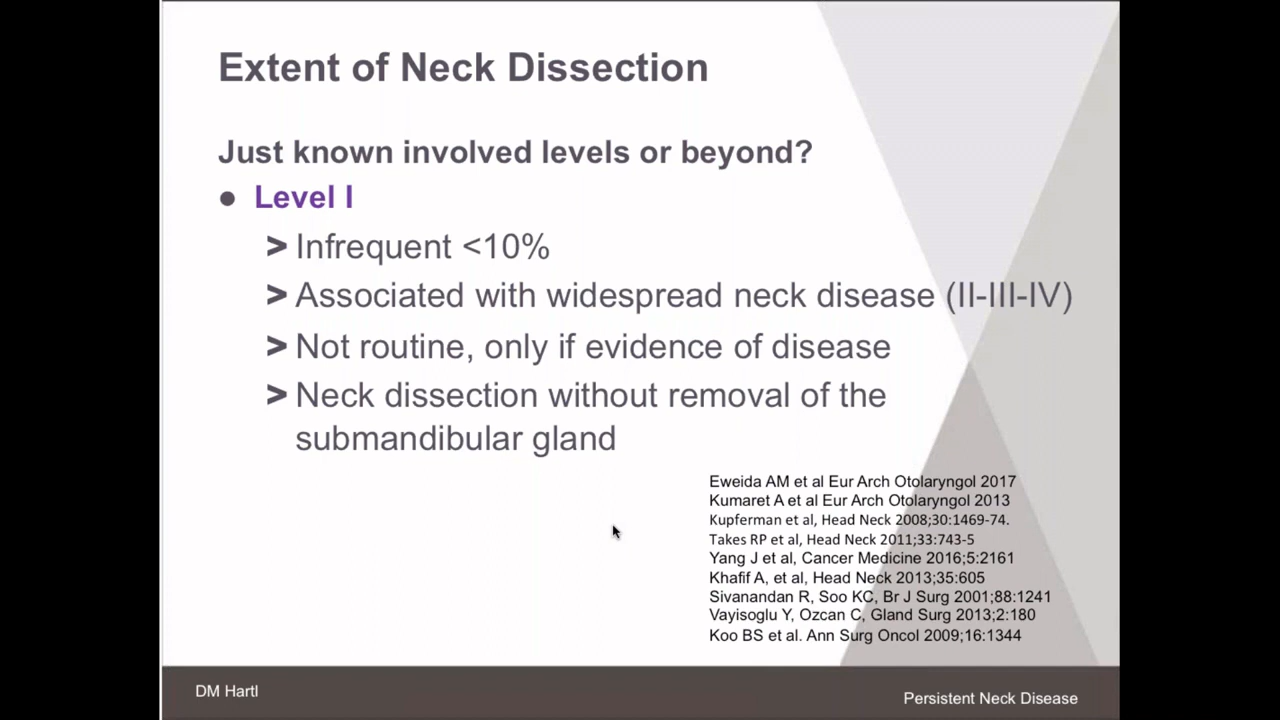 Extent of Neck Dissection
Just known involved levels or beyond?
● Level I
> Infrequent <10%
> Associated with widespread neck disease (II-III-IV)
> Not routine, only if evidence of disease
> Neck dissection without removal of the
submandibular gland
Eweida AM et al Eur Arch Otolaryngol 2017
Kumaret A et al Eur Arch Otolaryngol 2013
Kupferman et al, Head Neck 2008;30:1469-74.
Takes RP et al, Head Neck 2011;33:743-5
Yang J et al, Cancer Medicine 2016;5:2161
Khafif A, et al, Head Neck 2013;35:605
Sivanandan R, Soo KC, Br J Surg 2001;88:1241
Vayisoglu Y, Ozcan C, Gland Surg 2013;2:180
Koo BS et al. Ann Surg Oncol 2009;16:1344
DM Hartl
Persistent Neck Disease